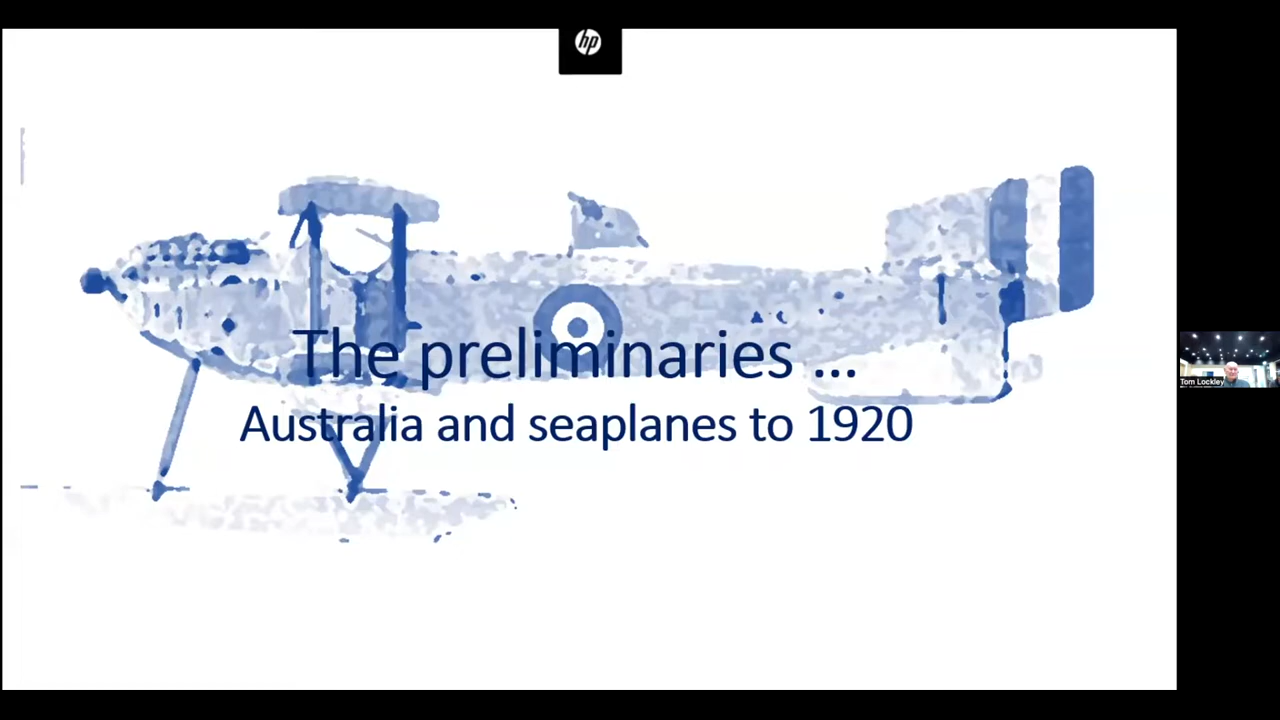 hp
The preliminaries ...
Australia and seaplanes to 1920
Tom Lockley